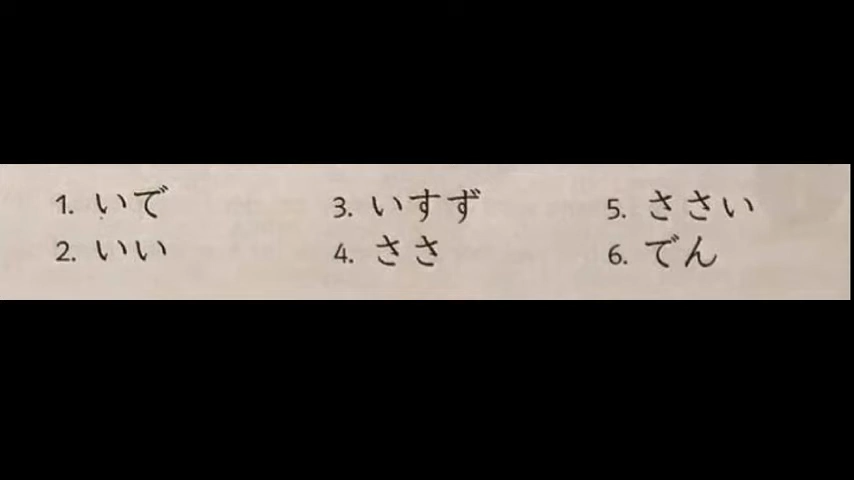 1. いで
2. いい
3. いすず
4. ささ
5. ささい
6. でん